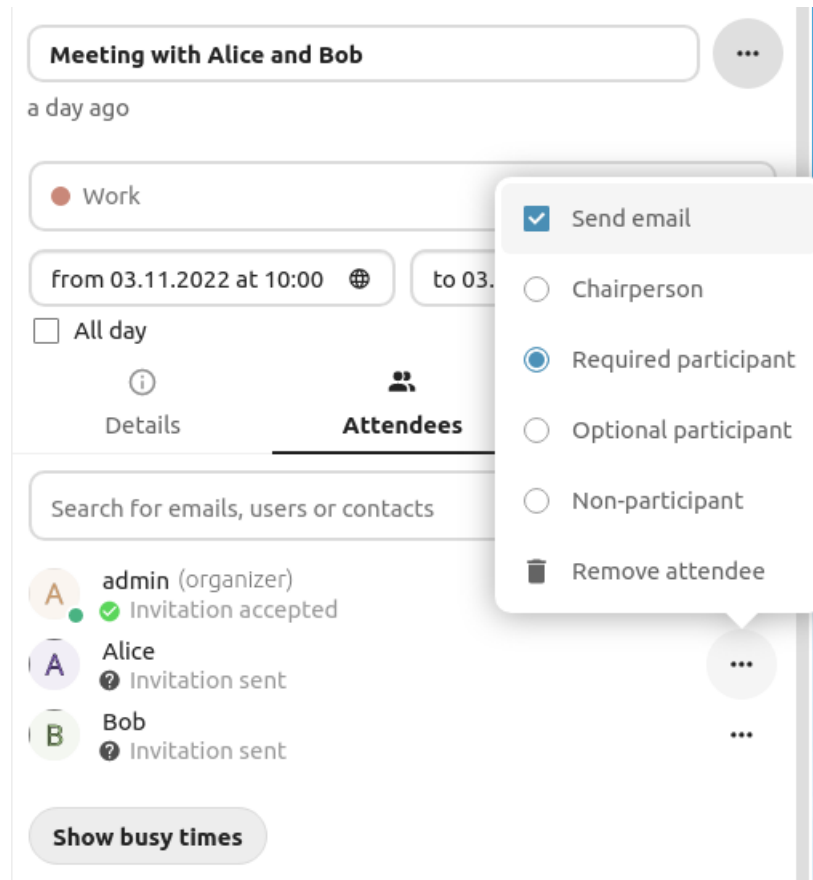 Meeting with Alice and Bob
a day ago
Work
from 03.11.2022 at 10:00
to 03.
All day
Details
Attendees
Search for emails, users or contacts
A
admin (organizer)
Invitation accepted
A
Alice
Invitation sent
B
Bob
Invitation sent
Show busy times
Send email
Chairperson
Required participant
Optional participant
Non-participant
Remove attendee